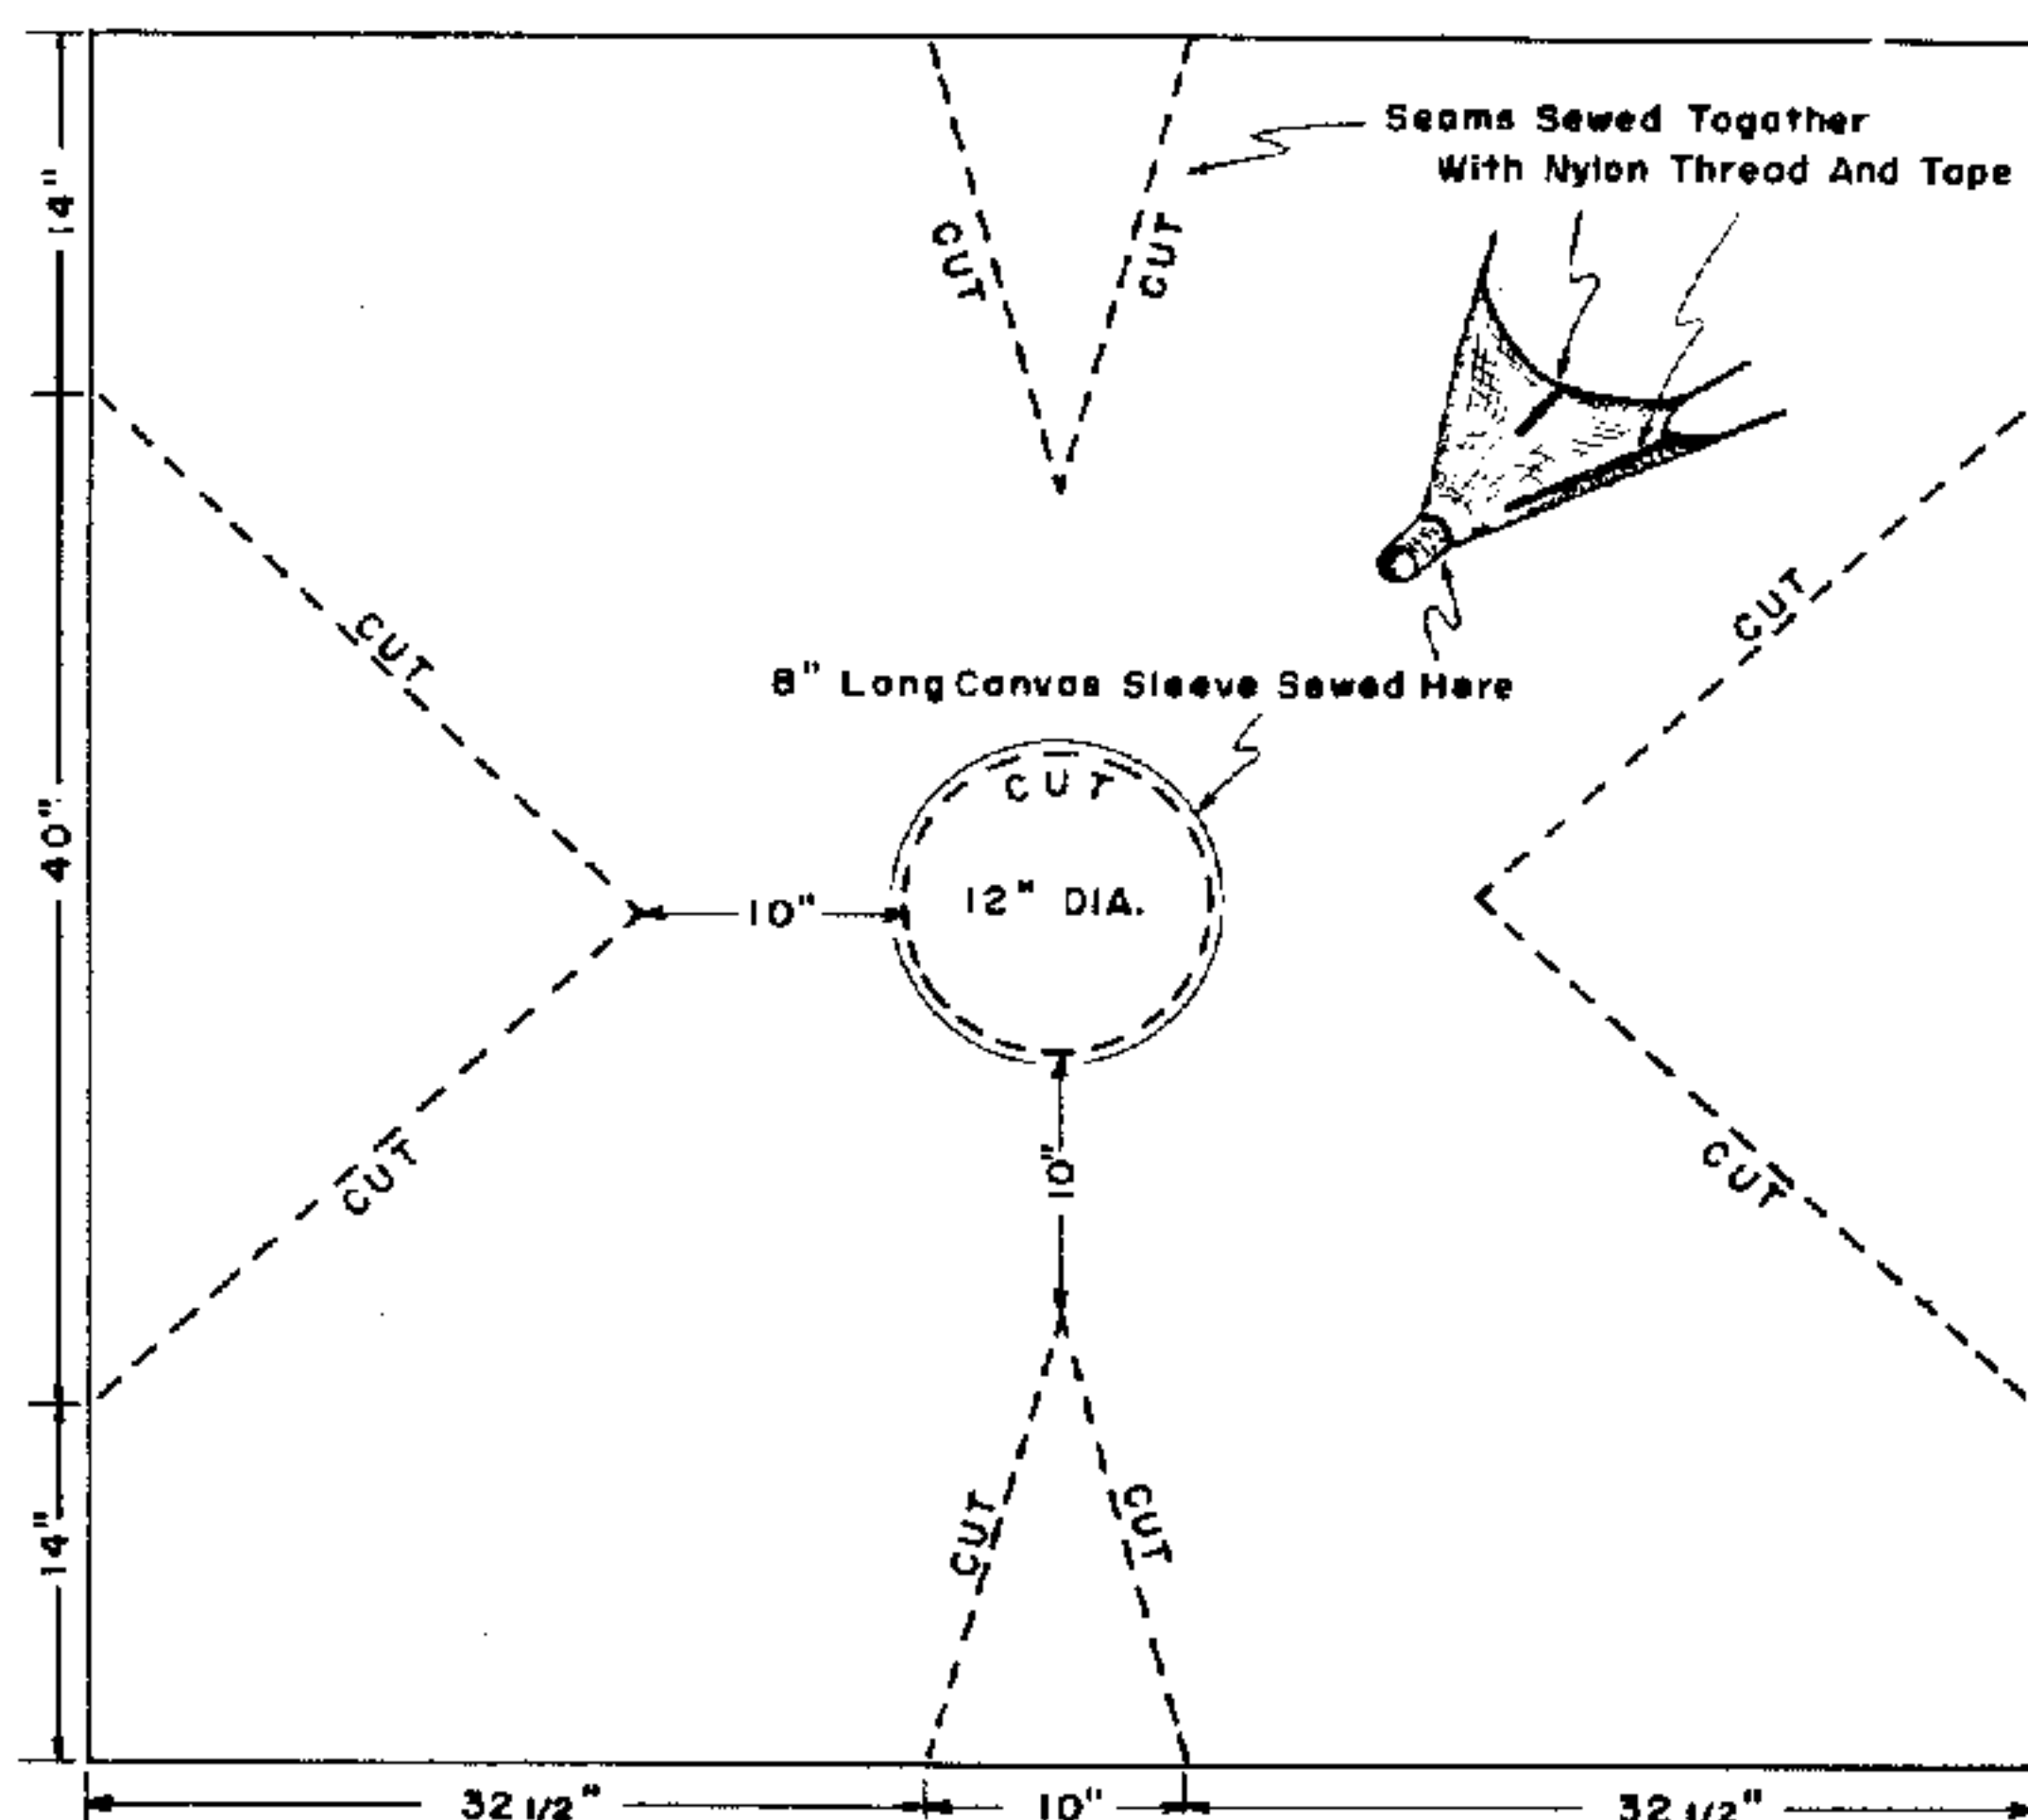 Seams Sewed Togather
With Nylon Thread And Tape
14"
CUT
CUT
CUT
CUT
8" Long Canvas Sleeve Sewed Here
CUT
40"
10"
12" DIA.
10"
CUT
CUT
14"
CUT
CUT
32 1/2"
10"
32 1/2"